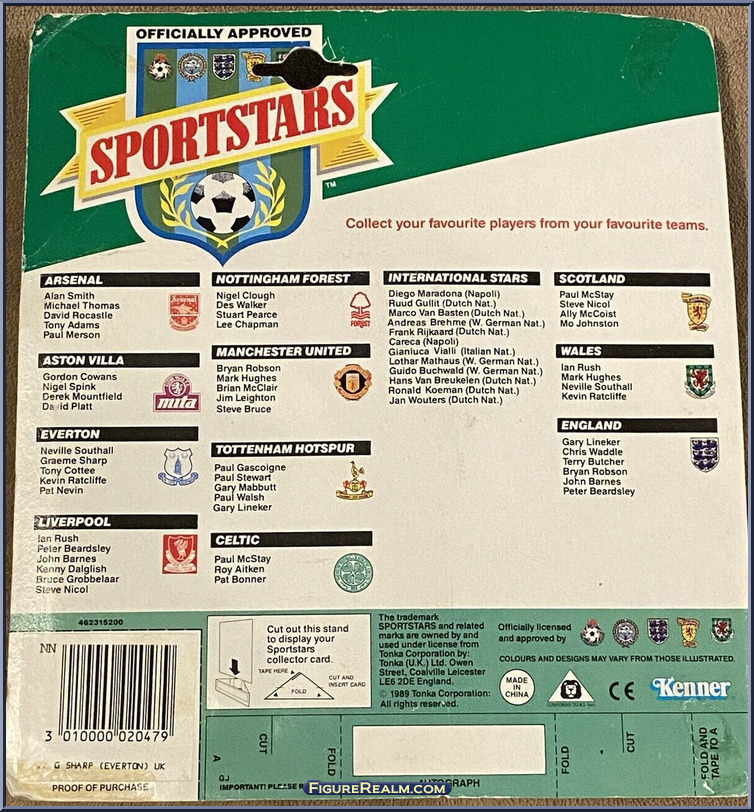 OFFICIALLY APPROVED
SPORTSTARS
TM
Collect your favourite players from your favourite teams.
ARSENAL
Alan Smith
Michael Thomas
David Rocastle
Tony Adams
Paul Merson
Arsenal
ASTON VILLA
Gordon Cowans
Nigel Spink
Derek Mountfield
David Platt
mita
EVERTON
Neville Southall
Graeme Sharp
Tony Cottee
Kevin Ratcliffe
Pat Nevin
LIVERPOOL
Ian Rush
Peter Beardsley
John Barnes
Kenny Dalglish
Bruce Grobbelaar
Steve Nicol
NOTTINGHAM FOREST
Nigel Clough
Des Walker
Stuart Pearce
Lee Chapman
FOREST
MANCHESTER UNITED
Bryan Robson
Mark Hughes
Brian McClair
Jim Leighton
Steve Bruce
TOTTENHAM HOTSPUR
Paul Gascoigne
Paul Stewart
Gary Mabbutt
Paul Walsh
Gary Lineker
CELTIC
Paul McStay
Roy Aitken
Pat Bonner
INTERNATIONAL STARS
Diego Maradona (Napoli)
Ruud Gullit (Dutch Nat.)
Marco Van Basten (Dutch Nat.)
Andreas Brehme (W. German Nat.)
Frank Rijkaard (Dutch Nat.)
Careca (Napoli)
Gianluca Vialli (Italian Nat.)
Lothar Mathaus (W. German Nat.)
Guido Buchwald (W. German Nat.)
Hans Van Breukelen (Dutch Nat.)
Ronald Koeman (Dutch Nat.)
Jan Wouters (Dutch Nat.)
SCOTLAND
Paul McStay
Steve Nicol
Ally McCoist
Mo Johnston
WALES
Ian Rush
Mark Hughes
Neville Southall
Kevin Ratcliffe
ENGLAND
Gary Lineker
Chris Waddle
Terry Butcher
Bryan Robson
John Barnes
Peter Beardsley
462315200
NN
3 010000 020479
G SHARP (EVERTON) UK
PROOF OF PURCHASE
Cut out this stand
to display your
Sportstars
collector card.
TAPE HERE
CUT AND
INSERT CARD
FOLD
The trademark
SPORTSTARS and related
marks are owned by and
used under license from
Tonka Corporation by:
Tonka (U.K.) Ltd. Owen
Street, Coalville Leicester
LE6 2DE England.
© 1989 Tonka Corporation:
All rights reserved.
Officially licensed
and approved by
COLOURS AND DESIGNS MAY VARY FROM THOSE ILLUSTRATED.
MADE
IN
CHINA
CE
Kenner
A
CUT
FOLD
GJ
IMPORTANT! PLEASE
AUTOGRAPH
FOLD
CUT
FOLD AND
TAPE TO A
FIGUREREALM.COM